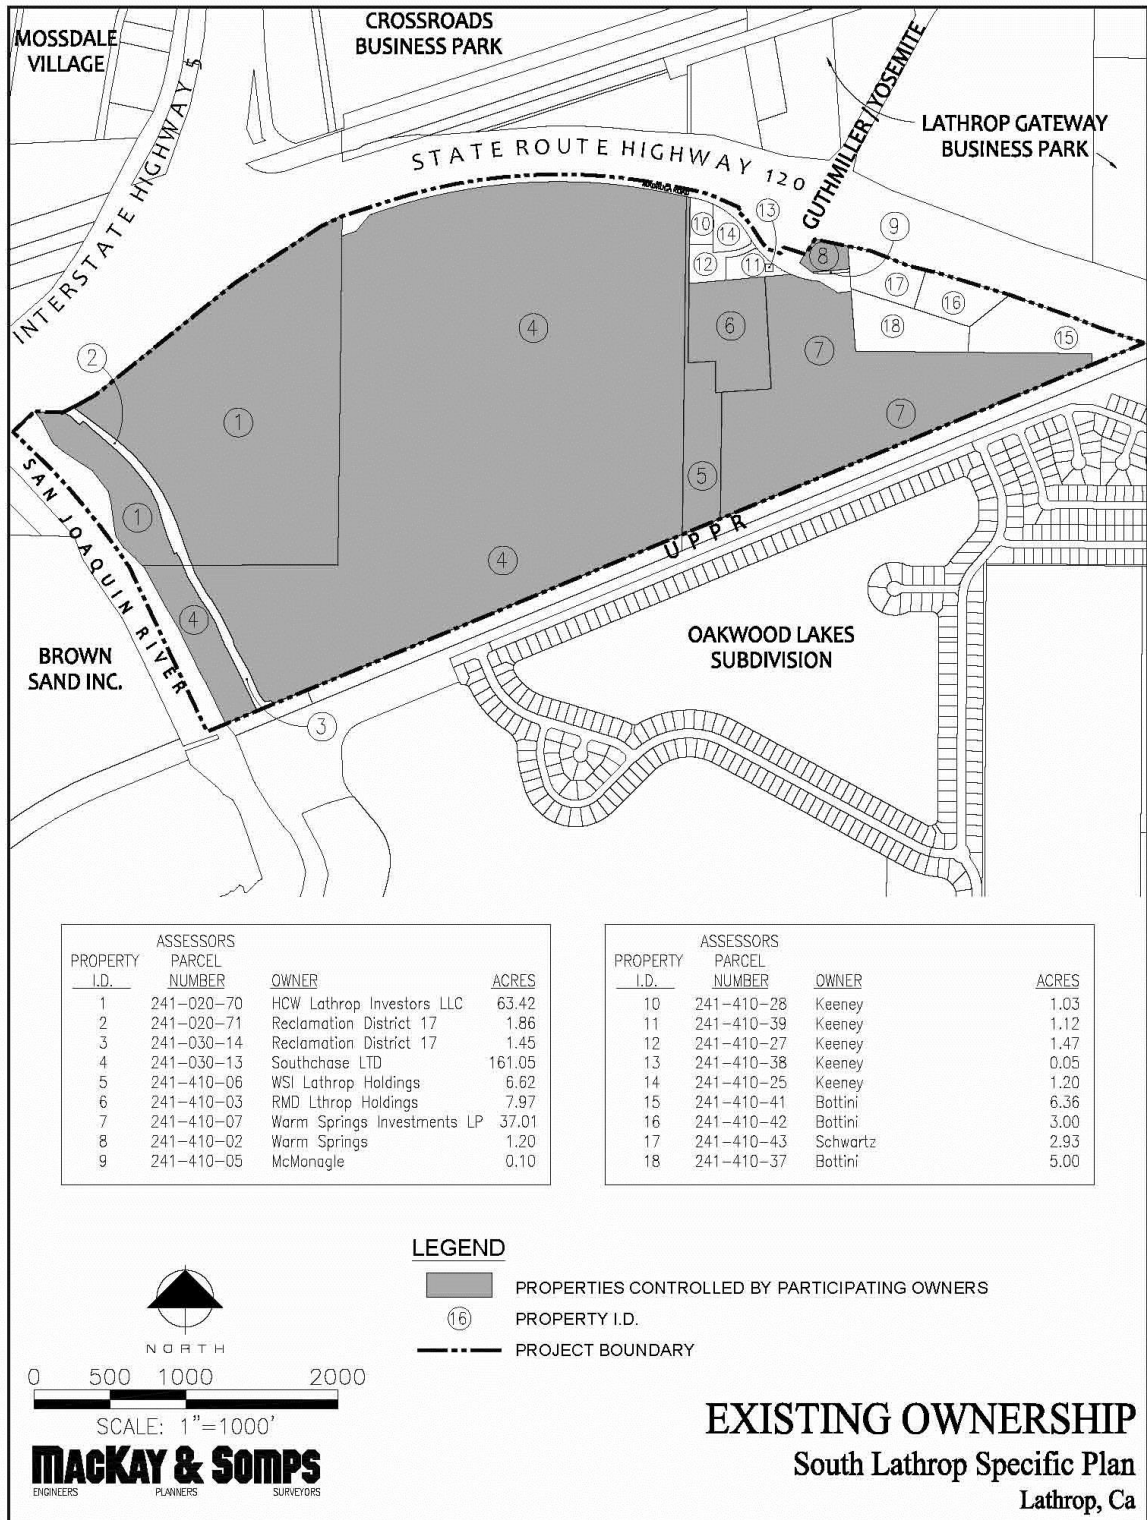 MOSSDALE
VILLAGE
CROSSROADS
BUSINESS PARK
INTERSTATE HIGHWAY 5
STATE ROUTE HIGHWAY 120
GUTHMILLER/YOSEMITE
LATHROP GATEWAY
BUSINESS PARK
13
9
10
14
8
12
11
17
16
18
15
2
4
6
7
1
7
5
1
4
4
3
SAN JOAQUIN RIVER
UPPR
BROWN
SAND INC.
OAKWOOD LAKES
SUBDIVISION
ASSESSORS
PROPERTY PARCEL
I.D. NUMBER OWNER ACRES
1 241-020-70 HCW Lathrop Investors LLC 63.42
2 241-020-71 Reclamation District 17 1.86
3 241-030-14 Reclamation District 17 1.45
4 241-030-13 Southchase LTD 161.05
5 241-410-06 WSI Lathrop Holdings 6.62
6 241-410-03 RMD Lthrop Holdings 7.97
7 241-410-07 Warm Springs Investments LP 37.01
8 241-410-02 Warm Springs 1.20
9 241-410-05 McMonagle 0.10
ASSESSORS
PROPERTY PARCEL
I.D. NUMBER OWNER ACRES
10 241-410-28 Keeney 1.03
11 241-410-39 Keeney 1.12
12 241-410-27 Keeney 1.47
13 241-410-38 Keeney 0.05
14 241-410-25 Keeney 1.20
15 241-410-41 Bottini 6.36
16 241-410-42 Bottini 3.00
17 241-410-43 Schwartz 2.93
18 241-410-37 Bottini 5.00
LEGEND
PROPERTIES CONTROLLED BY PARTICIPATING OWNERS
16 PROPERTY I.D.
PROJECT BOUNDARY
NORTH
0 500 1000 2000
SCALE: 1"=1000'
MACKAY & SOMPS
ENGINEERS PLANNERS SURVEYORS
EXISTING OWNERSHIP
South Lathrop Specific Plan
Lathrop, Ca